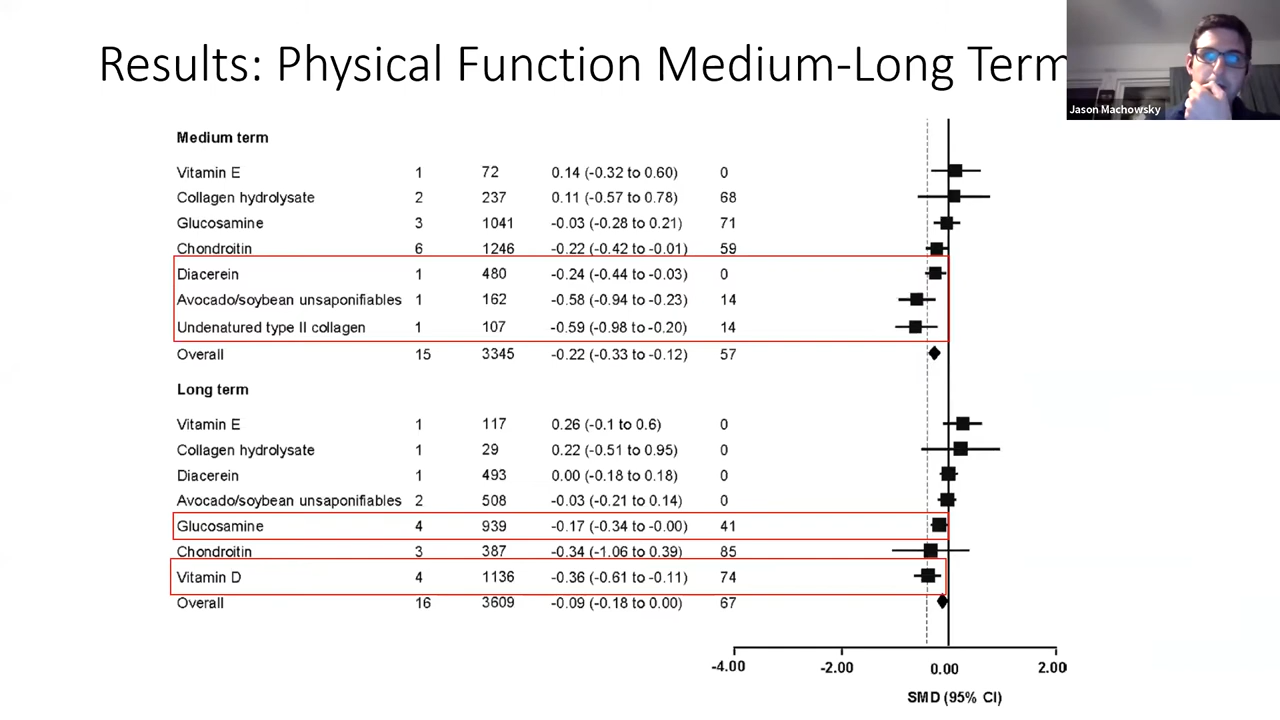 Results: Physical Function Medium-Long Term
Jason Machowsky
Medium term
Vitamin E 1 72 0.14 (-0.32 to 0.60) 0
Collagen hydrolysate 2 237 0.11 (-0.57 to 0.78) 68
Glucosamine 3 1041 -0.03 (-0.28 to 0.21) 71
Chondroitin 6 1246 -0.22 (-0.42 to -0.01) 59
Diacerein 1 480 -0.24 (-0.44 to -0.03) 0
Avocado/soybean unsaponifiables 1 162 -0.58 (-0.94 to -0.23) 14
Undenatured type II collagen 1 107 -0.59 (-0.98 to -0.20) 14
Overall 15 3345 -0.22 (-0.33 to -0.12) 57
Long term
Vitamin E 1 117 0.26 (-0.1 to 0.6) 0
Collagen hydrolysate 1 29 0.22 (-0.51 to 0.95) 0
Diacerein 1 493 0.00 (-0.18 to 0.18) 0
Avocado/soybean unsaponifiables 2 508 -0.03 (-0.21 to 0.14) 0
Glucosamine 4 939 -0.17 (-0.34 to -0.00) 41
Chondroitin 3 387 -0.34 (-1.06 to 0.39) 85
Vitamin D 4 1136 -0.36 (-0.61 to -0.11) 74
Overall 16 3609 -0.09 (-0.18 to 0.00) 67
-4.00 -2.00 0.00 2.00
SMD (95% CI)